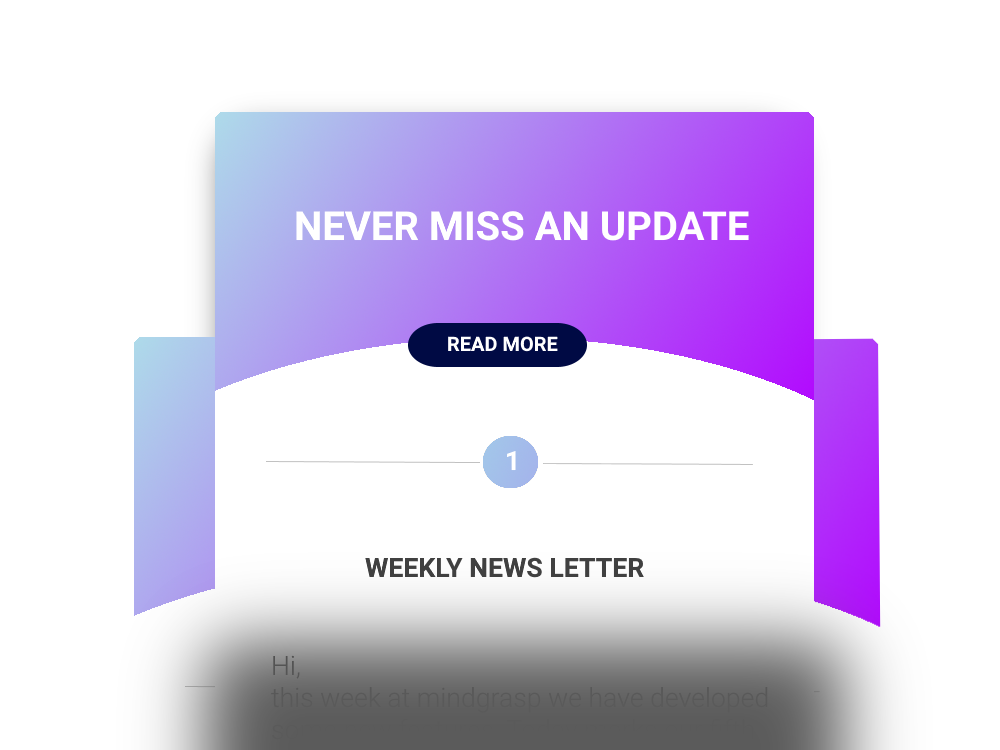 NEVER MISS AN UPDATE
READ MORE
1
WEEKLY NEWS LETTER
Hi,
this week at mindgrasp we have developed